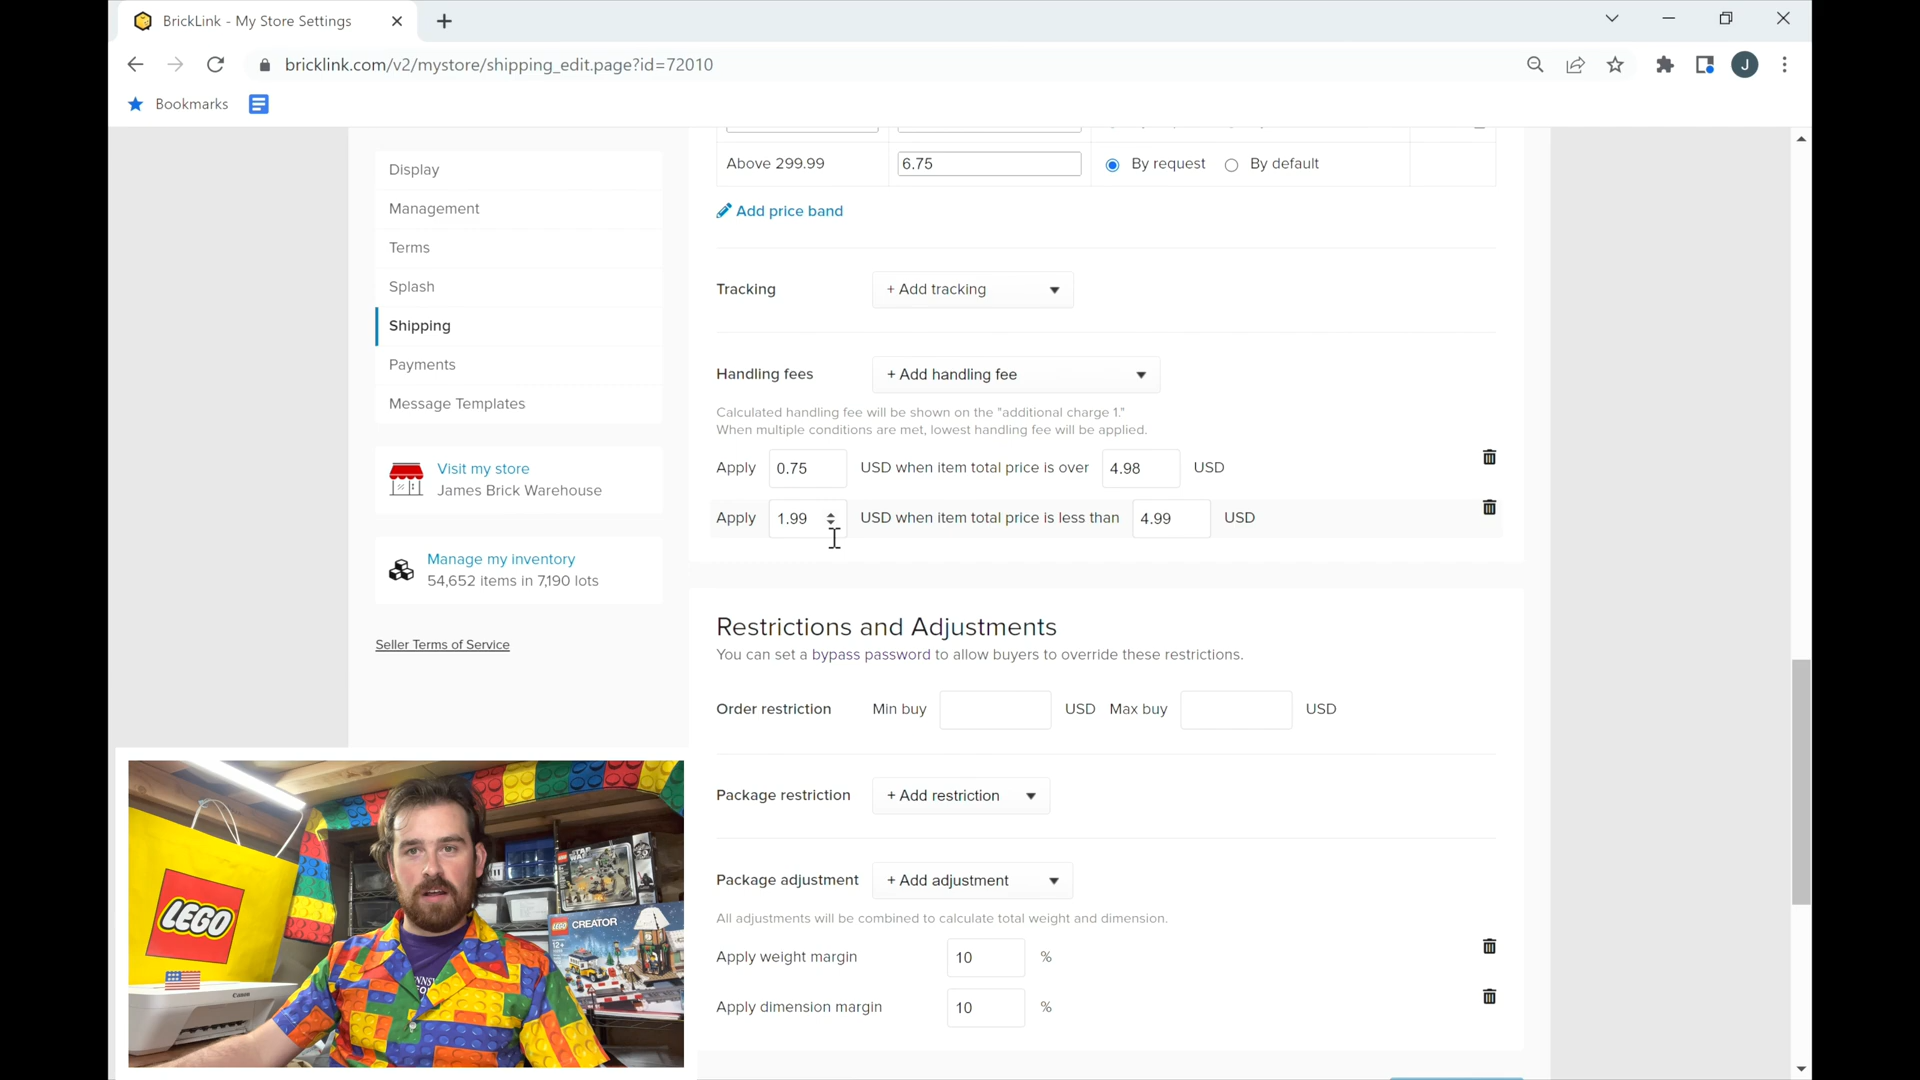 BrickLink - My Store Settings
bricklink.com/v2/mystore/shipping_edit.page?id=72010
J
Bookmarks
Display
Management
Terms
Splash
Shipping
Payments
Message Templates
Visit my store
James Brick Warehouse
Manage my inventory
54,652 items in 7,190 lots
Seller Terms of Service
Above 299.99 6.75 By request By default
Add price band
Tracking + Add tracking
Handling fees + Add handling fee
Calculated handling fee will be shown on the "additional charge 1."
When multiple conditions are met, lowest handling fee will be applied.
Apply 0.75 USD when item total price is over 4.98 USD
Apply 1.99 USD when item total price is less than 4.99 USD
Restrictions and Adjustments
You can set a bypass password to allow buyers to override these restrictions.
Order restriction Min buy USD Max buy USD
Package restriction + Add restriction
Package adjustment + Add adjustment
All adjustments will be combined to calculate total weight and dimension.
Apply weight margin 10 %
Apply dimension margin 10 %
LEGO
Canon
STAR WARS
LEGO CREATOR
12+